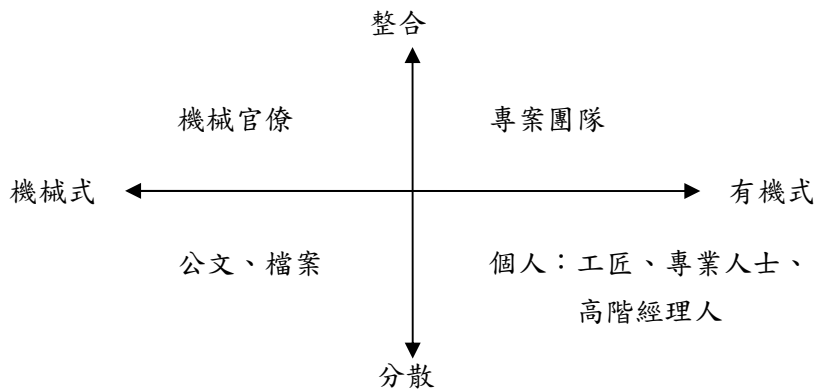 整合
機械官僚 專案團隊
機械式 有機式
公文、檔案 個人：工匠、專業人士、
高階經理人
分散